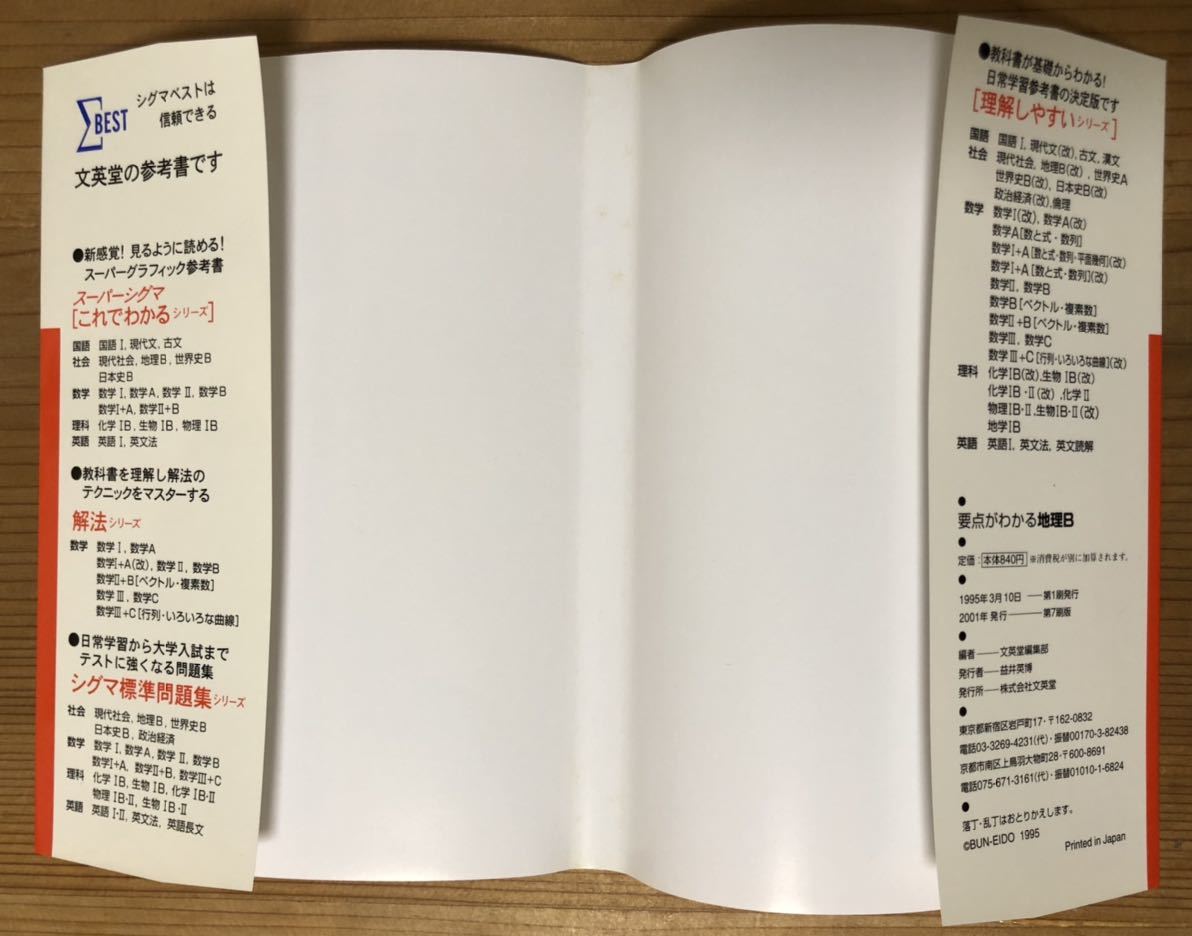 ΣBEST
シグマベストは
信頼できる
文英堂の参考書です
●新感覚！見るように読める！
スーパーグラフィック参考書
スーパーシグマ
[これでわかるシリーズ]
国語 国語Ⅰ, 現代文, 古文
社会 現代社会, 地理B, 世界史B
日本史B
数学 数学Ⅰ, 数学A, 数学Ⅱ, 数学B
数学Ⅰ+A, 数学Ⅱ+B
理科 化学ⅠB, 生物ⅠB, 物理ⅠB
英語 英語Ⅰ, 英文法
●教科書を理解し解法の
テクニックをマスターする
解法シリーズ
数学 数学Ⅰ, 数学A
数学Ⅰ+A(改), 数学Ⅱ, 数学B
数学Ⅱ+B[ベクトル・複素数]
数学Ⅲ, 数学C
数学Ⅲ+C[行列・いろいろな曲線]
●日常学習から大学入試まで
テストに強くなる問題集
シグマ標準問題集シリーズ
社会 現代社会, 地理B, 世界史B
日本史B, 政治経済
数学 数学Ⅰ, 数学A, 数学Ⅱ, 数学B
数学Ⅰ+A, 数学Ⅱ+B, 数学Ⅲ+C
理科 化学ⅠB, 生物ⅠB, 化学ⅠB・Ⅱ
物理ⅠB・Ⅱ, 生物ⅠB・Ⅱ
英語 英語Ⅰ・Ⅱ, 英文法, 英語長文
●教科書が基礎からわかる！
日常学習参考書の決定版です
[理解しやすいシリーズ]
国語 国語Ⅰ, 現代文(改), 古文, 漢文
社会 現代社会, 地理B(改), 世界史A
世界史B(改), 日本史B(改)
政治経済(改), 倫理
数学 数学Ⅰ(改), 数学A(改)
数学A[数と式・数列]
数学Ⅰ+A[数と式・数列・平面幾何](改)
数学Ⅰ+A[数と式・数列](改)
数学Ⅱ, 数学B
数学B[ベクトル・複素数]
数学Ⅱ+B[ベクトル・複素数]
数学Ⅲ, 数学C
数学Ⅲ+C[行列・いろいろな曲線](改)
理科 化学ⅠB(改), 生物ⅠB(改)
化学ⅠB・Ⅱ(改), 化学Ⅱ
物理ⅠB・Ⅱ, 生物ⅠB・Ⅱ(改)
地学ⅠB
英語 英語Ⅰ, 英文法, 英文読解
●
要点がわかる地理B
●
定価：本体840円 ※消費税が別に加算されます。
●
1995年3月10日 ―第1刷発行
2001年 発行―第7刷版
●
編者―文英堂編集部
発行者―益井英博
発行所―株式会社文英堂
●
東京都新宿区岩戸町17・〒162-0832
電話03-3269-4231(代)・振替00170-3-82438
京都市南区上鳥羽大物町28・〒600-8691
電話075-671-3161(代)・振替01010-1-6824
●
落丁・乱丁はおとりかえします。
©BUN-EIDO 1995
Printed in Japan